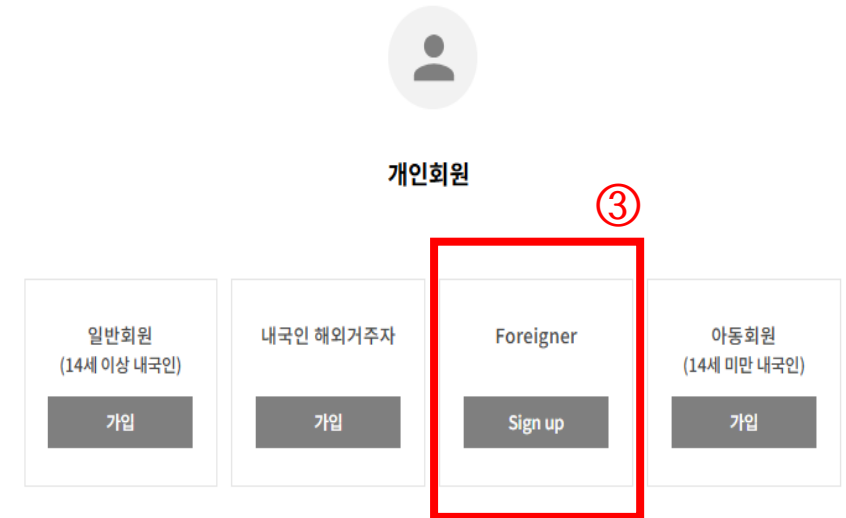 개인회원
③
일반회원
(14세 이상 내국인)
가입
내국인 해외거주자
가입
Foreigner
Sign up
아동회원
(14세 미만 내국인)
가입